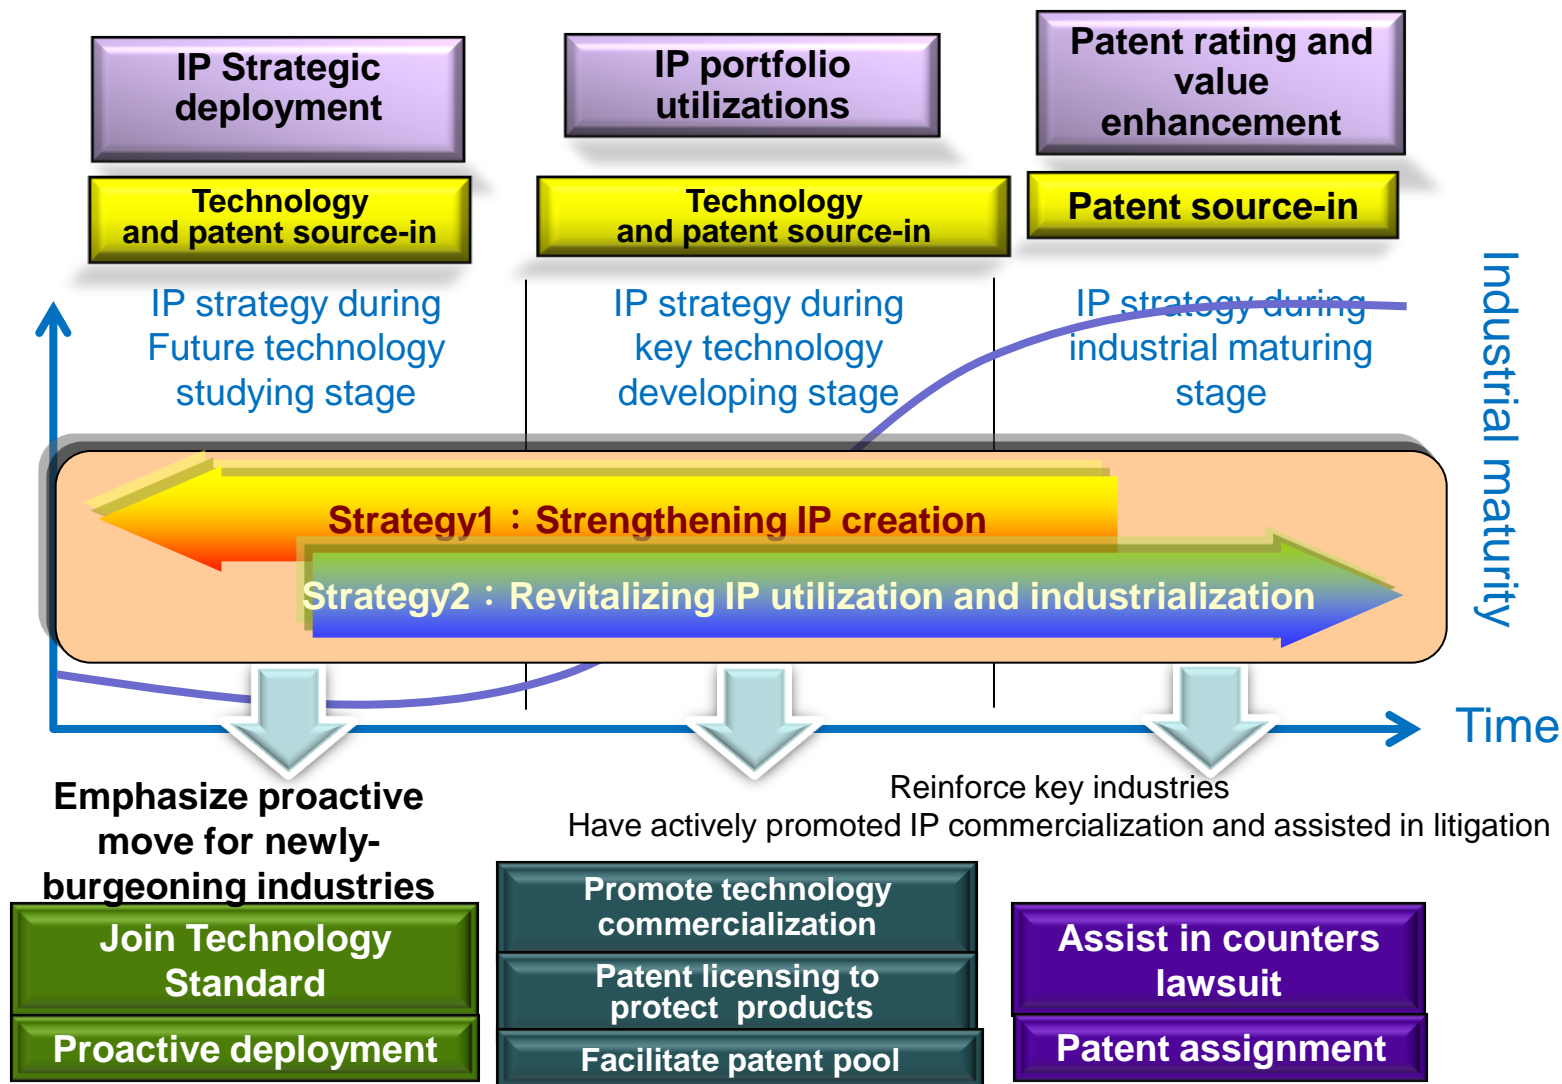 IP Strategic
deployment
IP portfolio
utilizations
Patent rating and
value
enhancement
Technology
and patent source-in
Technology
and patent source-in
Patent source-in
IP strategy during
Future technology
studying stage
IP strategy during
key technology
developing stage
IP strategy during
industrial maturing
stage
Industrial maturity
Strategy1：Strengthening IP creation
Strategy2：Revitalizing IP utilization and industrialization
Time
Emphasize proactive
move for newly-
burgeoning industries
Reinforce key industries
Have actively promoted IP commercialization and assisted in litigation
Join Technology
Standard
Proactive deployment
Promote technology
commercialization
Patent licensing to
protect products
Facilitate patent pool
Assist in counters
lawsuit
Patent assignment